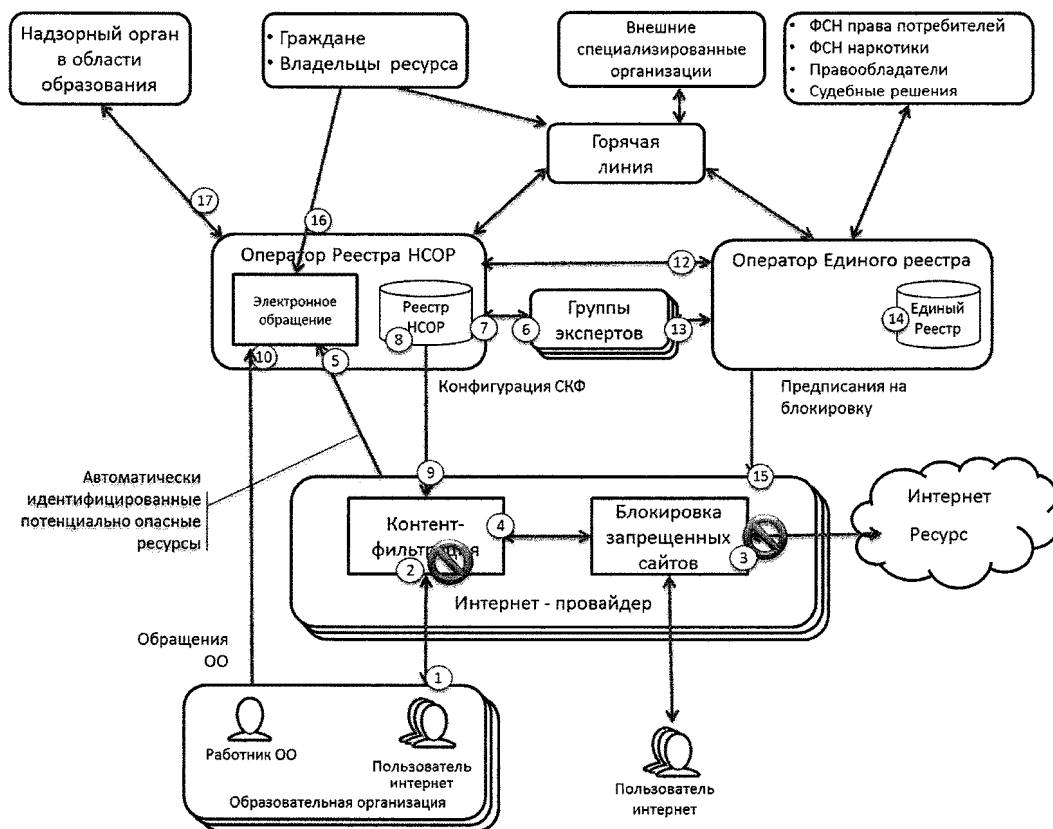 Надзорный орган
в области
образования
• Граждане
• Владельцы ресурса
Внешние
специализированные
организации
• ФСН права потребителей
• ФСН наркотики
• Правообладатели
• Судебные решения
Горячая
линия
17
16
Оператор Реестра НСОР
12
Оператор Единого реестра
Электронное
обращение
Реестр
НСОР
8
7
6
Группы
экспертов
13
14
Единый
Реестр
10
5
Конфигурация СКФ
Предписания на
блокировку
Автоматически
идентифицированные
потенциально опасные
ресурсы
9
15
Контент-
фильтрация
2
4
Блокировка
запрещенных
сайтов
3
Интернет
Ресурс
Интернет - провайдер
Обращения
ОО
1
Работник ОО
Пользователь
интернет
Образовательная организация
Пользователь
интернет